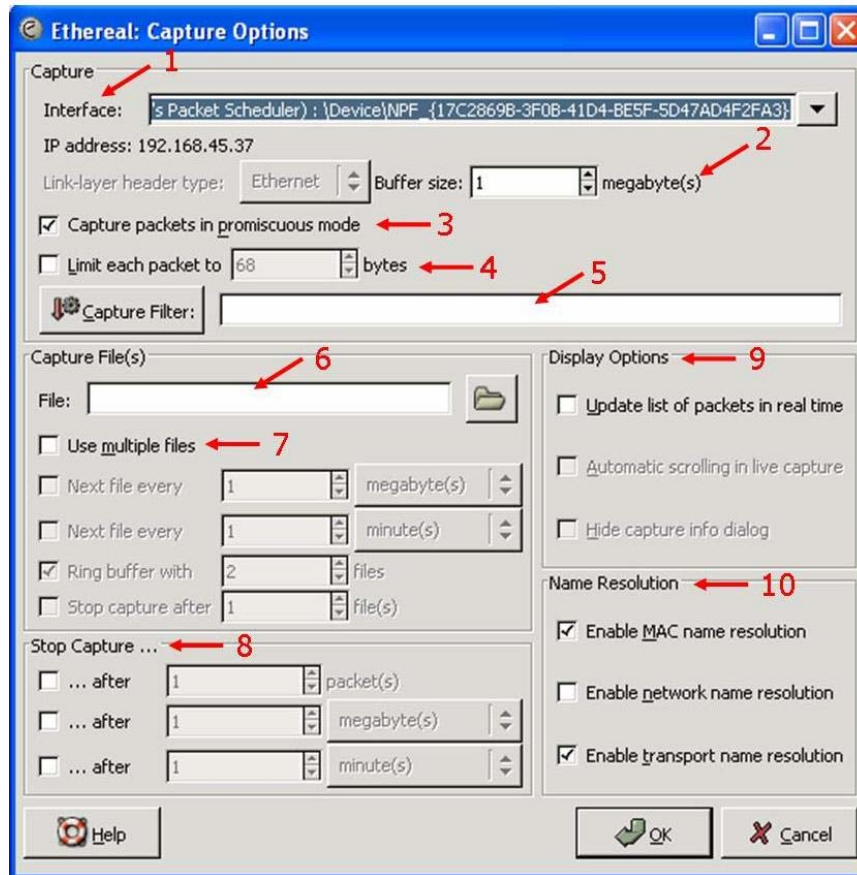 Ethereal: Capture Options
Capture
1
Interface: 's Packet Scheduler) : \Device\NPF_{17C2869B-3F0B-41D4-BE5F-5D47AD4F2FA3}
IP address: 192.168.45.37
2
Link-layer header type: Ethernet Buffer size: 1 megabyte(s)
Capture packets in promiscuous mode 3
Limit each packet to 68 bytes 4
5
Capture Filter:
Capture File(s)
6
File:
Use multiple files 7
Next file every 1 megabyte(s)
Next file every 1 minute(s)
Ring buffer with 2 files
Stop capture after 1 file(s)
Stop Capture ... 8
... after 1 packet(s)
... after 1 megabyte(s)
... after 1 minute(s)
Display Options 9
Update list of packets in real time
Automatic scrolling in live capture
Hide capture info dialog
Name Resolution 10
Enable MAC name resolution
Enable network name resolution
Enable transport name resolution
Help
OK
Cancel